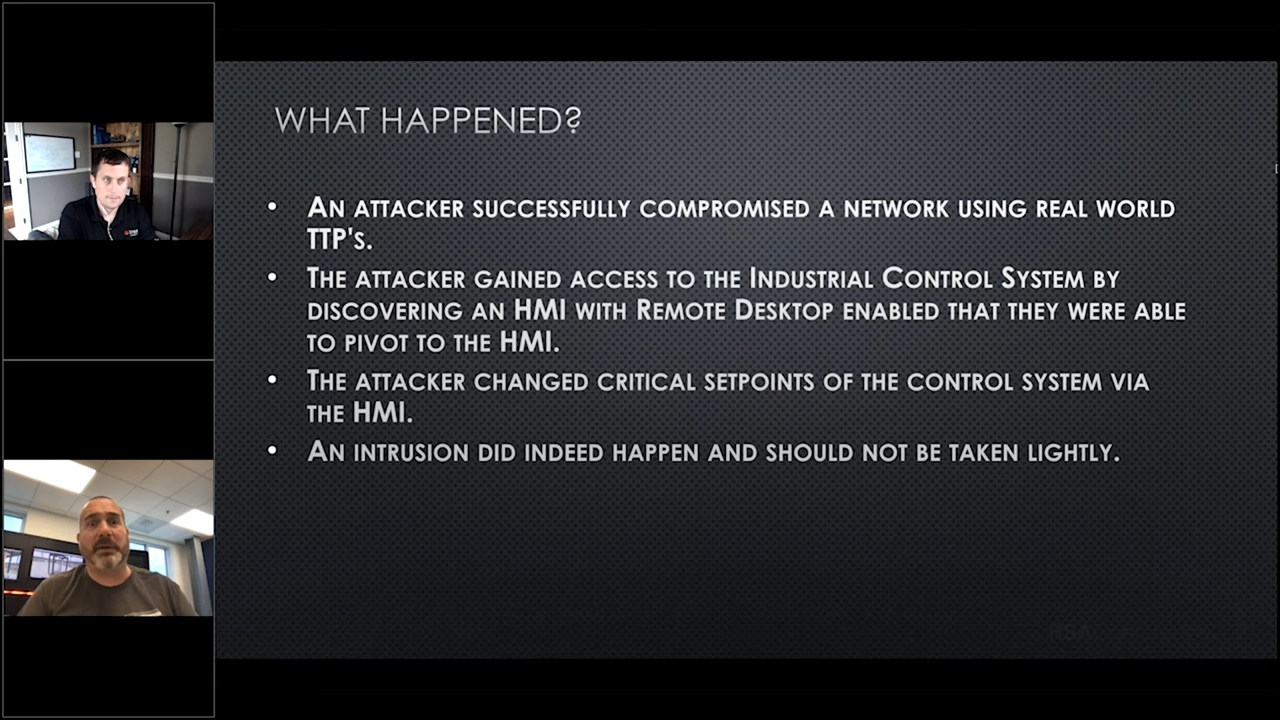 WHAT HAPPENED?
• AN ATTACKER SUCCESSFULLY COMPROMISED A NETWORK USING REAL WORLD
TTP'S.
• THE ATTACKER GAINED ACCESS TO THE INDUSTRIAL CONTROL SYSTEM BY
DISCOVERING AN HMI WITH REMOTE DESKTOP ENABLED THAT THEY WERE ABLE
TO PIVOT TO THE HMI.
• THE ATTACKER CHANGED CRITICAL SETPOINTS OF THE CONTROL SYSTEM VIA
THE HMI.
• AN INTRUSION DID INDEED HAPPEN AND SHOULD NOT BE TAKEN LIGHTLY.